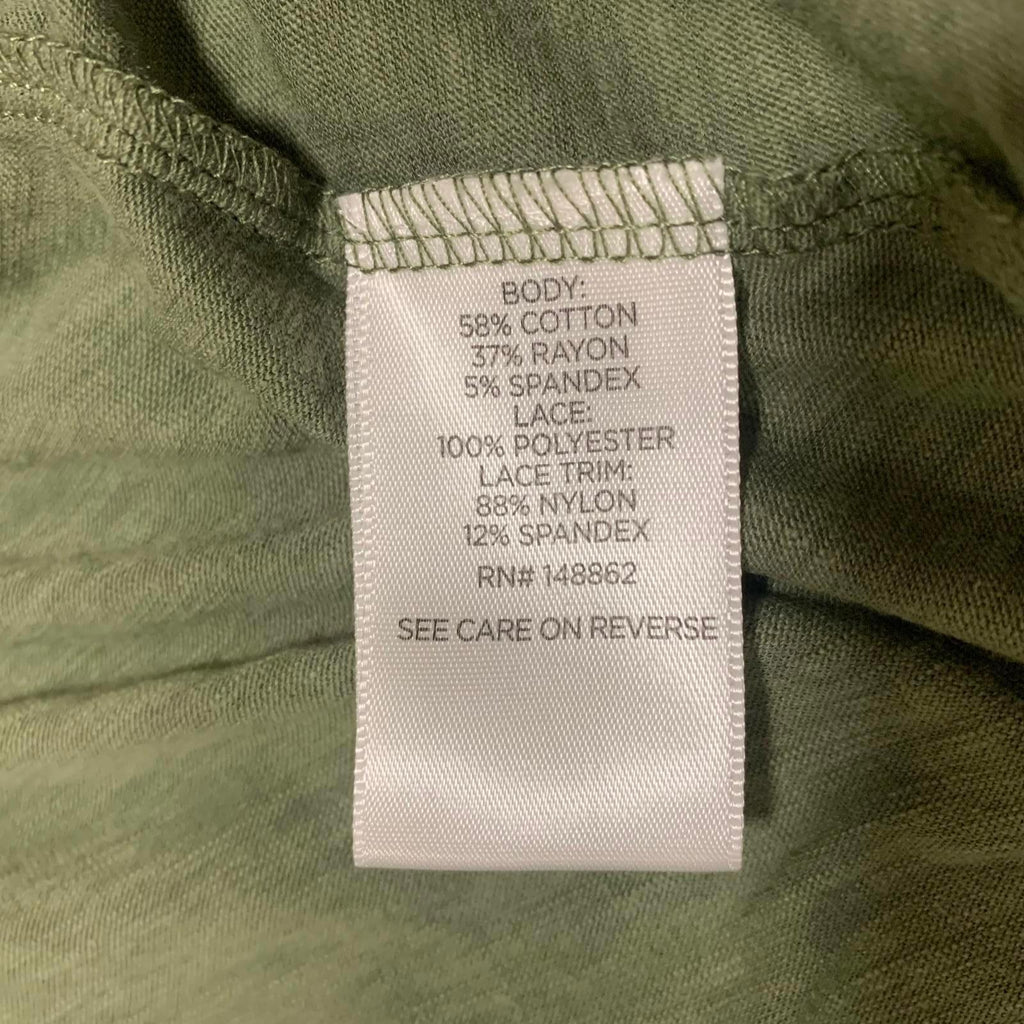 BODY:
58% COTTON
37% RAYON
5% SPANDEX
LACE:
100% POLYESTER
LACE TRIM:
88% NYLON
12% SPANDEX
RN# 148862
SEE CARE ON REVERSE